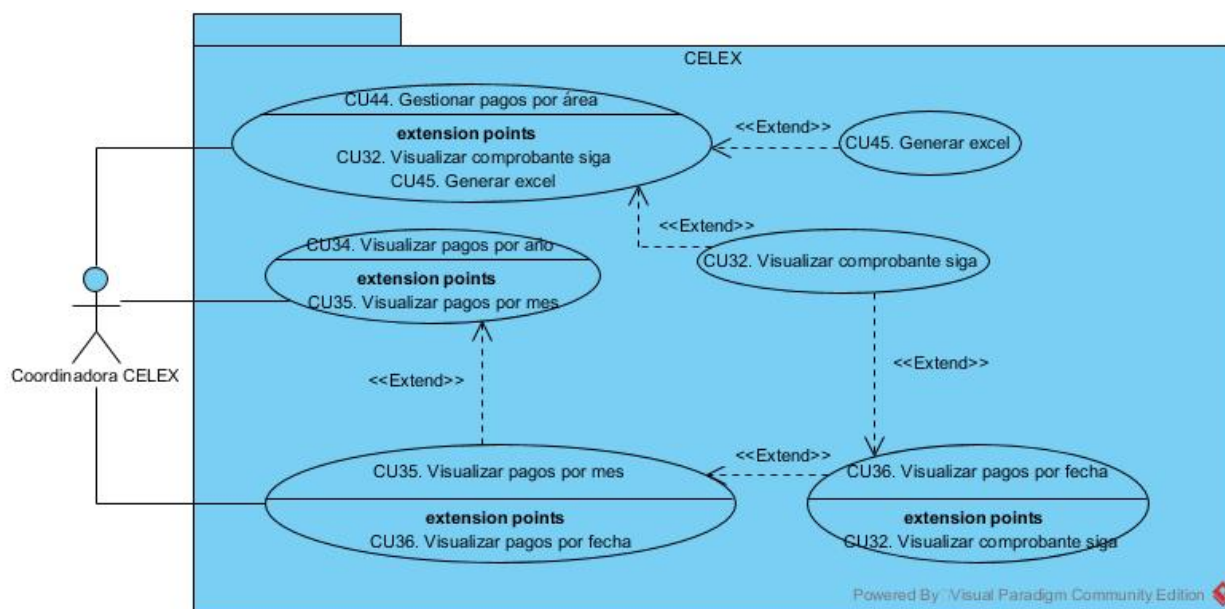 CELEX
CU44. Gestionar pagos por área
extension points
CU32. Visualizar comprobante siga
CU45. Generar excel
<<Extend>>
CU45. Generar excel
<<Extend>>
CU32. Visualizar comprobante siga
CU34. Visualizar pagos por año
extension points
CU35. Visualizar pagos por mes
Coordinadora CELEX
<<Extend>>
<<Extend>>
CU35. Visualizar pagos por mes
extension points
CU36. Visualizar pagos por fecha
<<Extend>>
CU36. Visualizar pagos por fecha
extension points
CU32. Visualizar comprobante siga
Powered By Visual Paradigm Community Edition